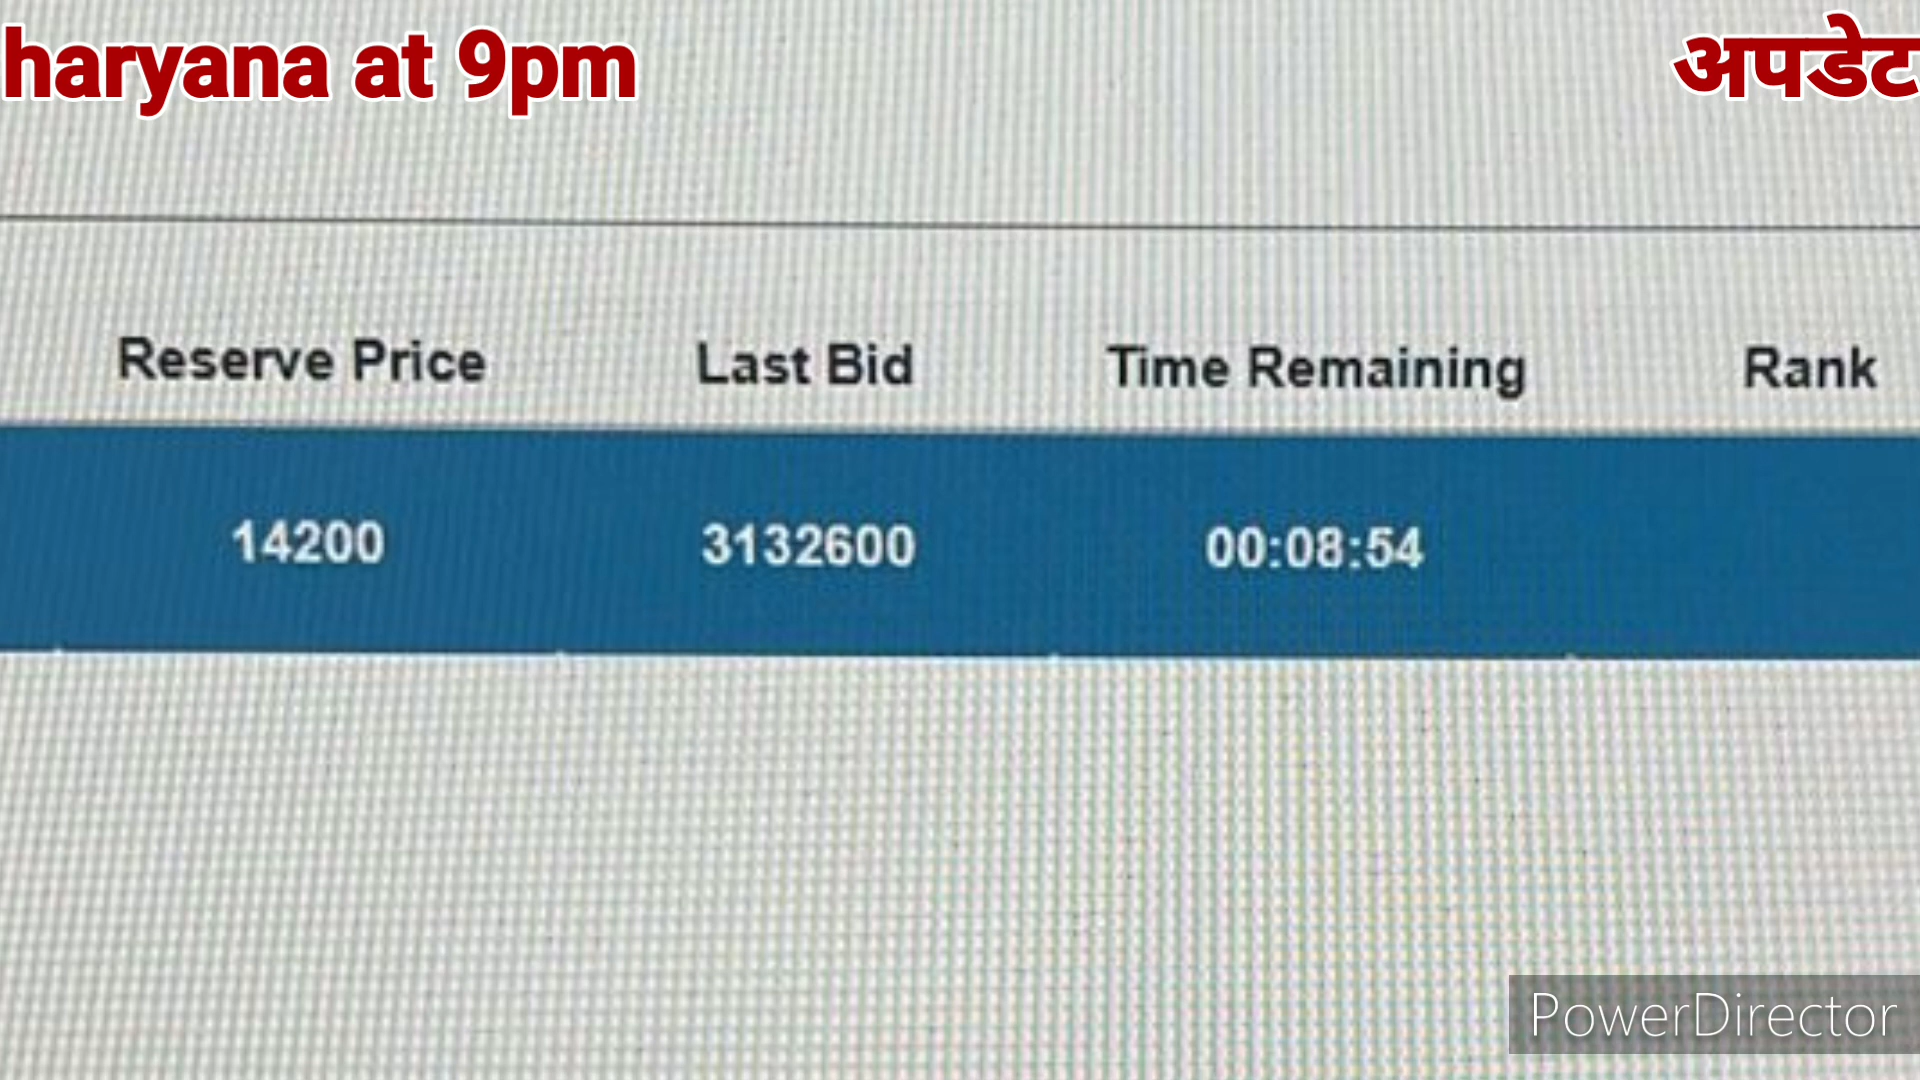 haryana at 9pm अपडेट
Reserve Price Last Bid Time Remaining Rank
14200 3132600 00:08:54
PowerDirector